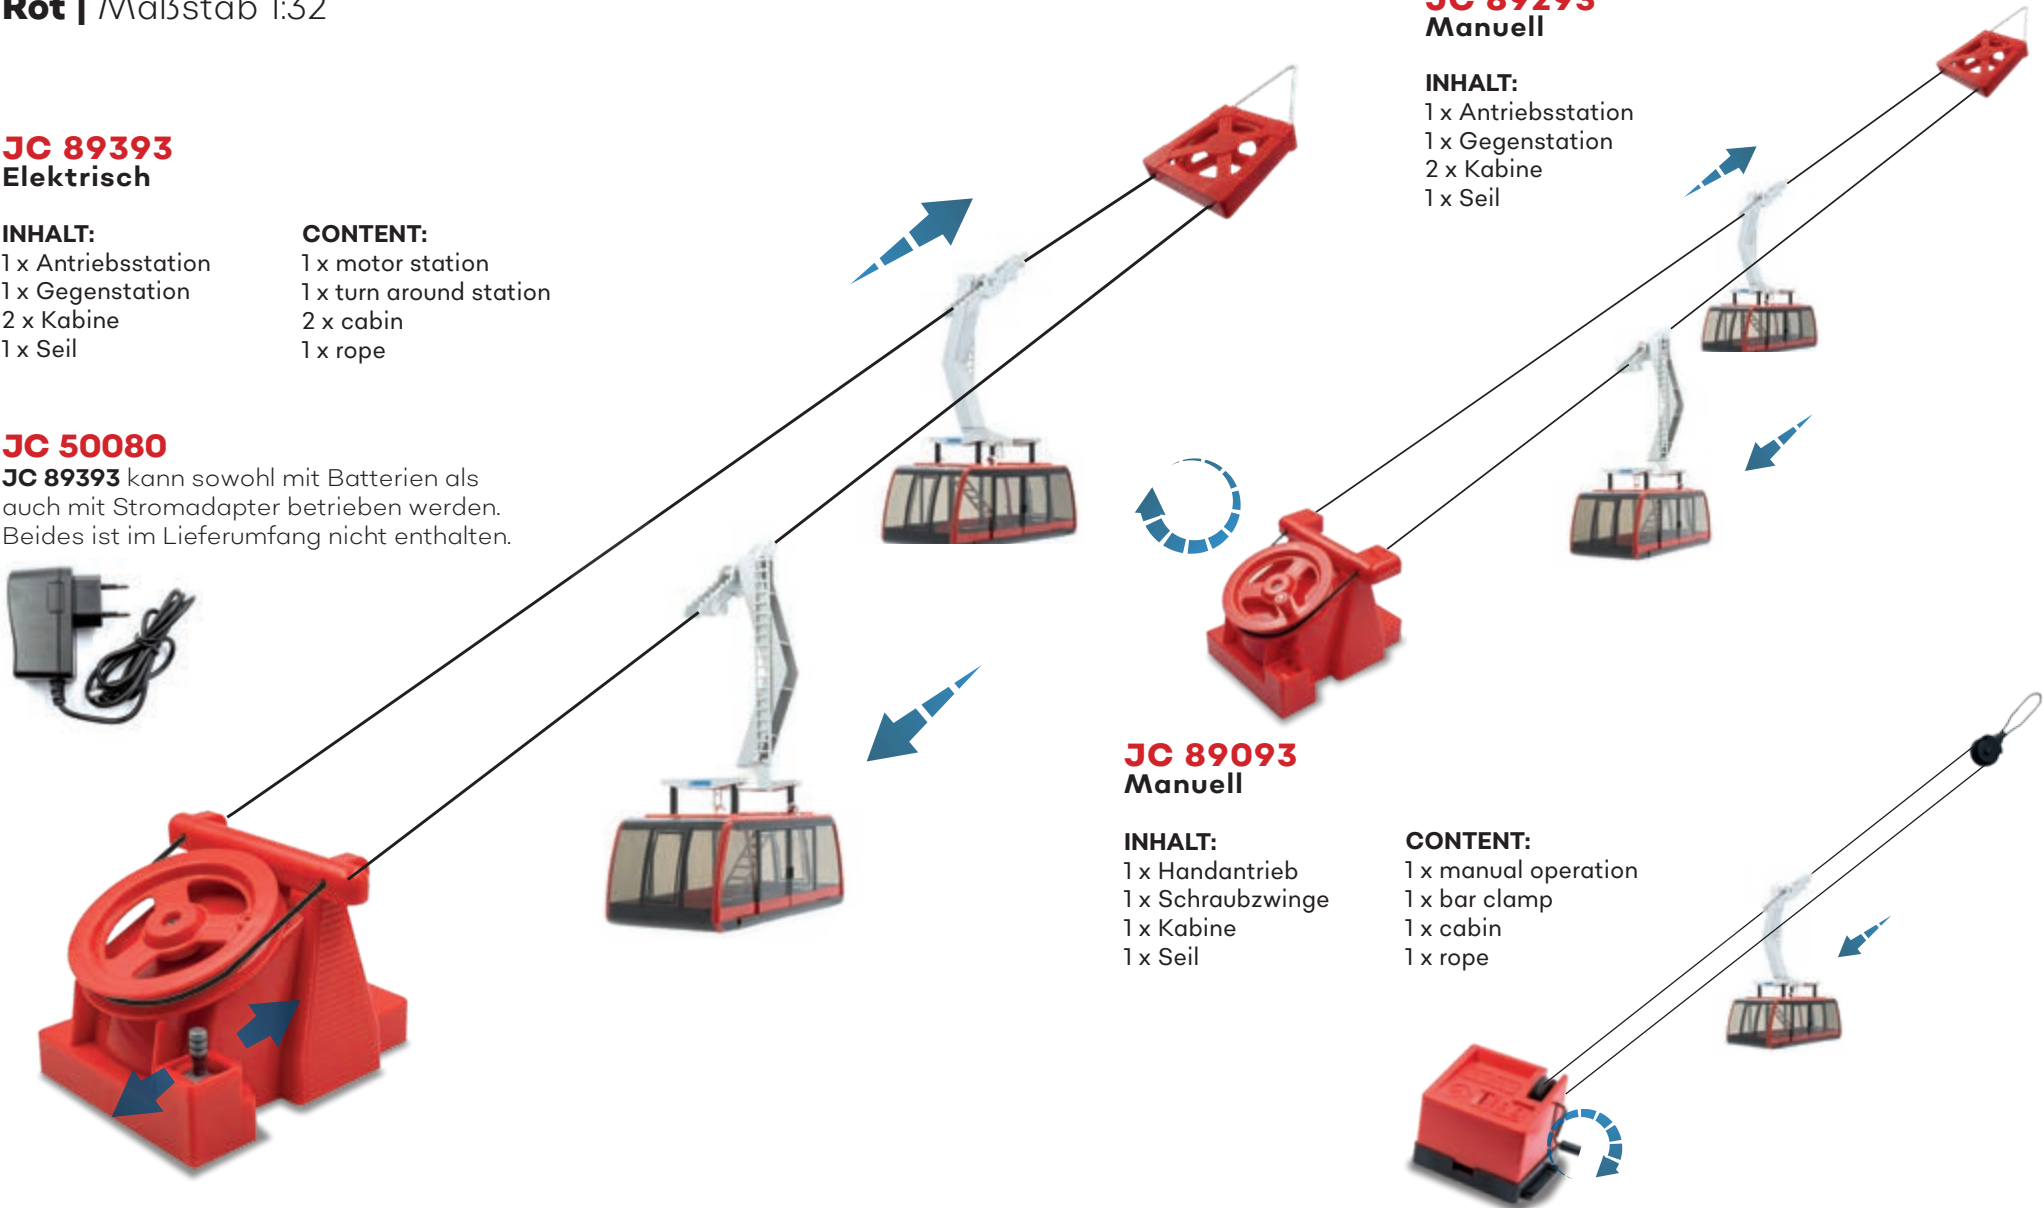 Rot | Maßstab 1:32
JC 89393
Elektrisch
INHALT:
1 x Antriebsstation
1 x Gegenstation
2 x Kabine
1 x Seil
CONTENT:
1 x motor station
1 x turn around station
2 x cabin
1 x rope
JC 50080
JC 89393 kann sowohl mit Batterien als
auch mit Stromadapter betrieben werden.
Beides ist im Lieferumfang nicht enthalten.
JC 89293
Manuell
INHALT:
1 x Antriebsstation
1 x Gegenstation
2 x Kabine
1 x Seil
JC 89093
Manuell
INHALT:
1 x Handantrieb
1 x Schraubzwinge
1 x Kabine
1 x Seil
CONTENT:
1 x manual operation
1 x bar clamp
1 x cabin
1 x rope